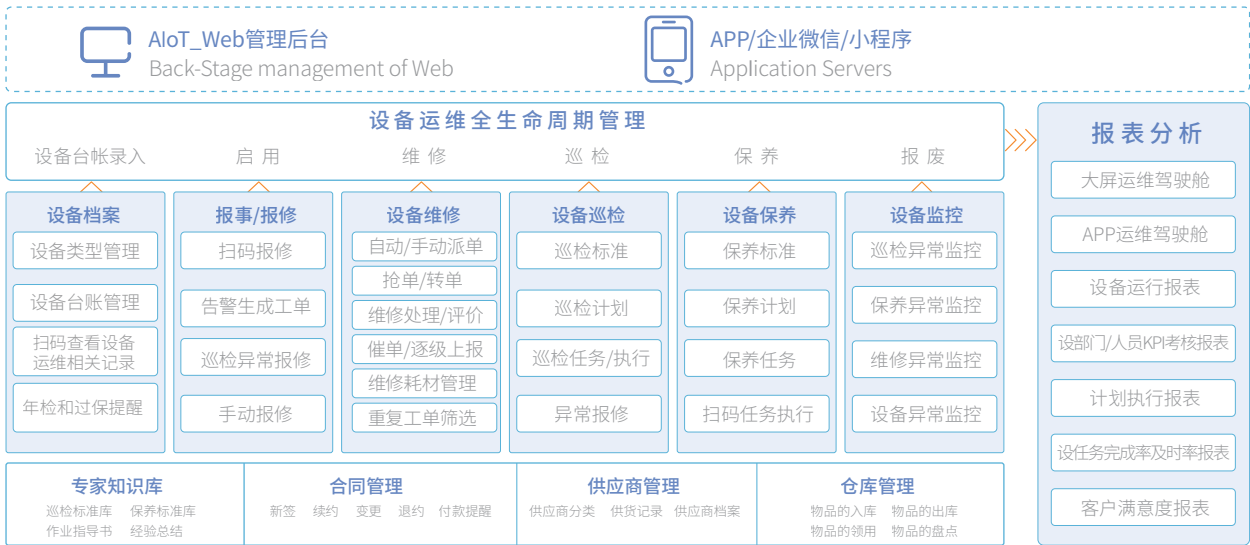 AIoT_Web管理后台
Back-Stage management of Web
APP/企业微信/小程序
Application Servers
设备运维全生命周期管理
设备台帐录入
启用
维修
巡检
保养
报废
设备档案
设备类型管理
设备台账管理
扫码查看设备
运维相关记录
年检和过保提醒
报事/报修
扫码报修
告警生成工单
巡检异常报修
手动报修
设备维修
自动/手动派单
抢单/转单
维修处理/评价
催单/逐级上报
维修耗材管理
重复工单筛选
设备巡检
巡检标准
巡检计划
巡检任务/执行
异常报修
设备保养
保养标准
保养计划
保养任务
扫码任务执行
设备监控
巡检异常监控
保养异常监控
维修异常监控
设备异常监控
专家知识库
巡检标准库 保养标准库
作业指导书 经验总结
合同管理
新签 续约 变更 退约 付款提醒
供应商管理
供应商分类 供货记录 供应商档案
仓库管理
物品的入库 物品的出库
物品的领用 物品的盘点
报表分析
大屏运维驾驶舱
APP运维驾驶舱
设备运行报表
设部门/人员KPI考核报表
计划执行报表
设任务完成率及时率报表
客户满意度报表